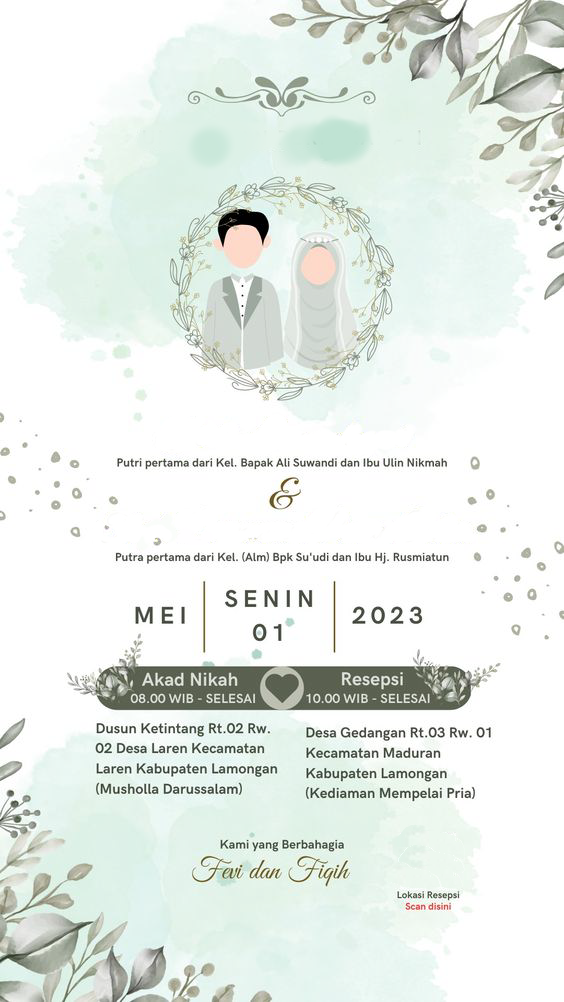 Putri pertama dari Kel. Bapak Ali Suwandi dan Ibu Ulin Nikmah
&
Putra pertama dari Kel. (Alm) Bpk Su'udi dan Ibu Hj. Rusmiatun
MEI
SENIN
01
2023
Akad Nikah
08.00 WIB - SELESAI
Resepsi
10.00 WIB - SELESAI
Dusun Ketintang Rt.02 Rw.
02 Desa Laren Kecamatan
Laren Kabupaten Lamongan
(Musholla Darussalam)
Desa Gedangan Rt.03 Rw. 01
Kecamatan Maduran
Kabupaten Lamongan
(Kediaman Mempelai Pria)
Kami yang Berbahagia
Fevi dan Fiqih
Lokasi Resepsi
Scan disini